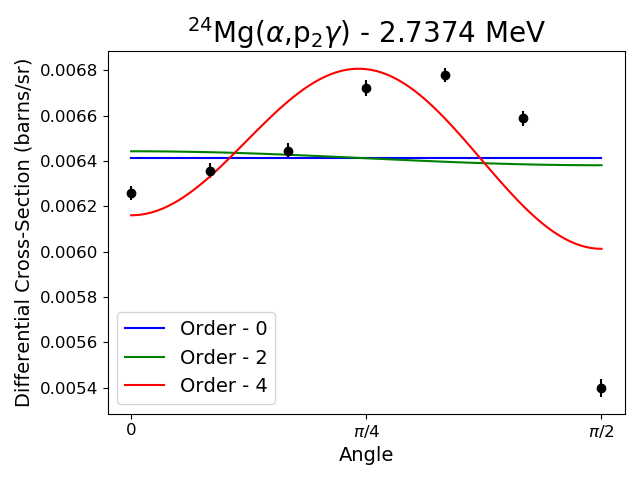 ²⁴Mg(α,p₂γ) - 2.7374 MeV
Differential Cross-Section (barns/sr)
0.0068
0.0066
0.0064
0.0062
0.0060
0.0058
0.0056
0.0054
Order - 0
Order - 2
Order - 4
0
π/4
π/2
Angle